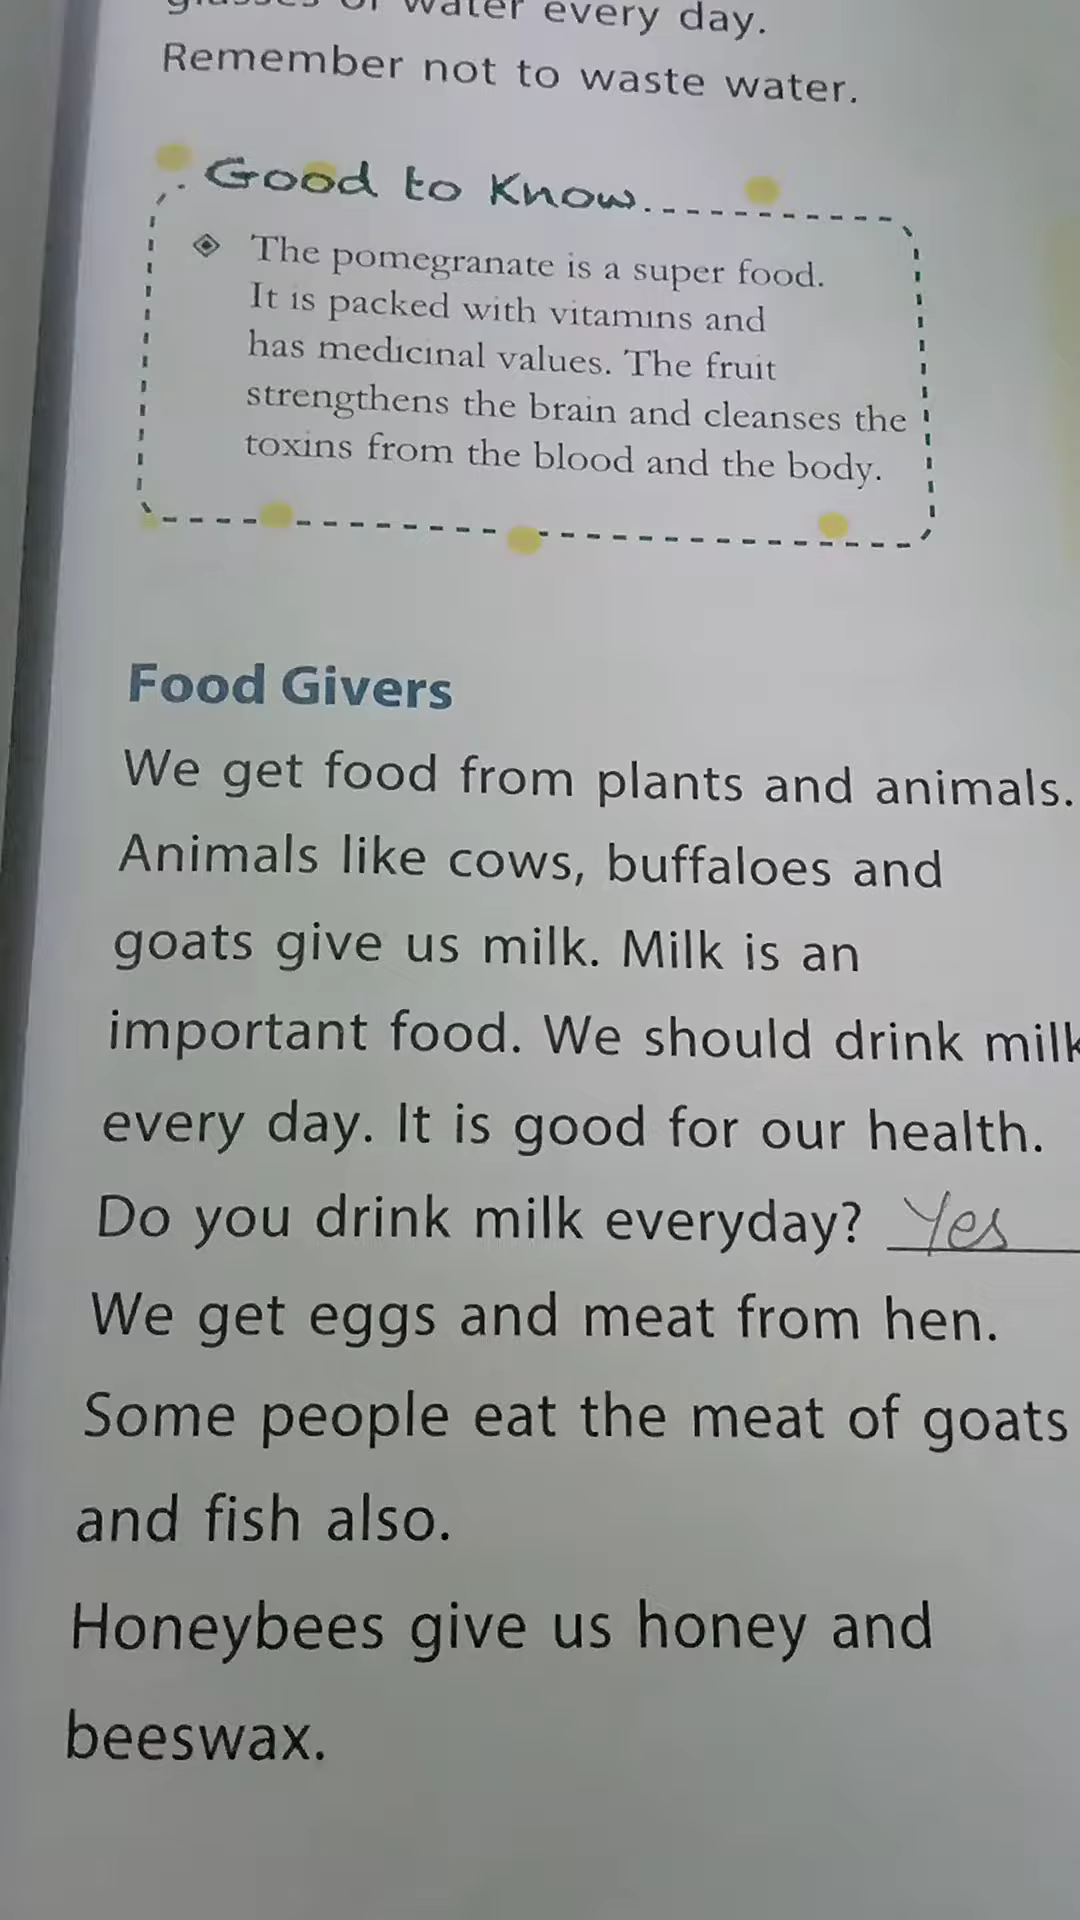 glasses of water every day.
Remember not to waste water.
Good to Know
The pomegranate is a super food.
It is packed with vitamins and
has medicinal values. The fruit
strengthens the brain and cleanses the
toxins from the blood and the body.
Food Givers
We get food from plants and animals.
Animals like cows, buffaloes and
goats give us milk. Milk is an
important food. We should drink milk
every day. It is good for our health.
Do you drink milk everyday? Yes
We get eggs and meat from hen.
Some people eat the meat of goats
and fish also.
Honeybees give us honey and
beeswax.